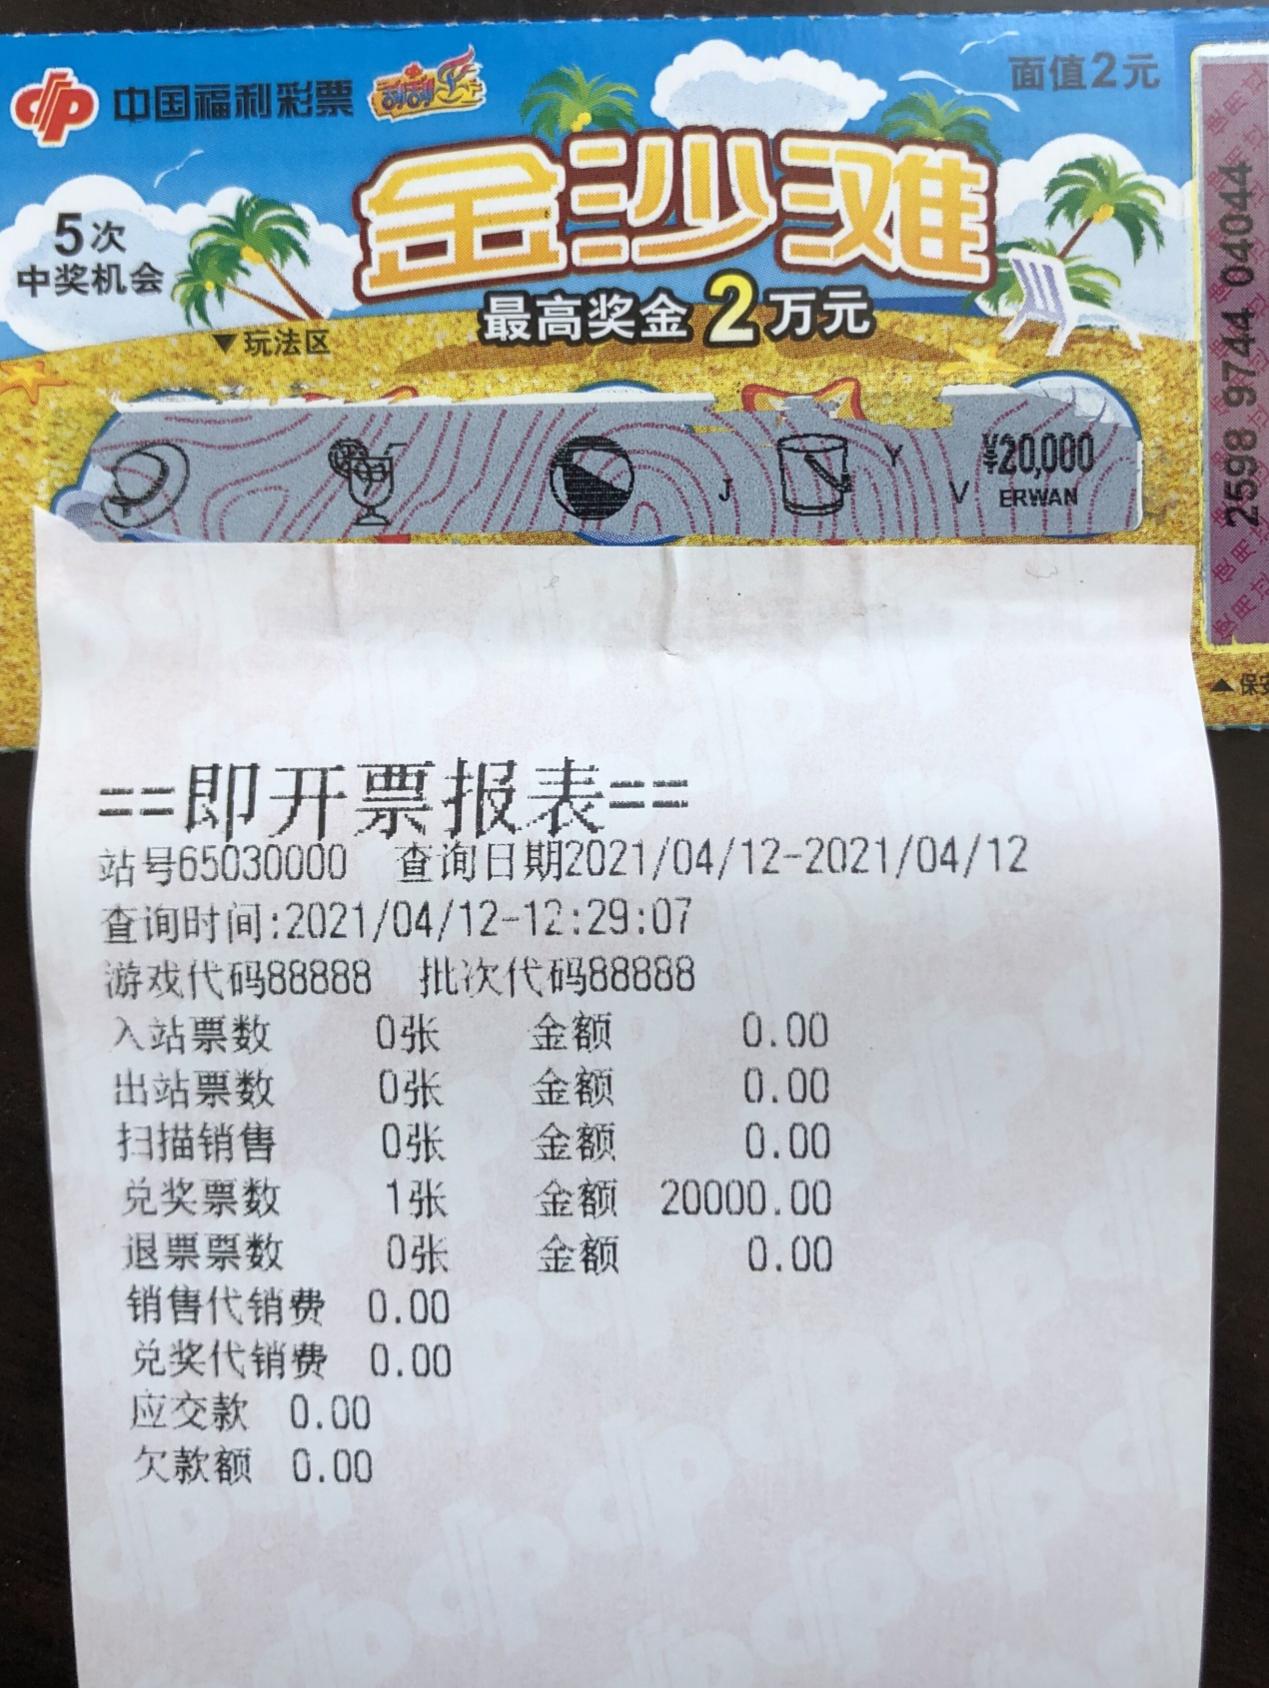 中国福利彩票 刮刮乐
面值2元
金沙滩
5次
中奖机会
最高奖金2万元
▼玩法区
J
Y
V
¥20,000
ERWAN
2598 9744 04044
▲保安
==即开票报表==
站号65030000 查询日期2021/04/12-2021/04/12
查询时间:2021/04/12-12:29:07
游戏代码88888 批次代码88888
入站票数 0张 金额 0.00
出站票数 0张 金额 0.00
扫描销售 0张 金额 0.00
兑奖票数 1张 金额 20000.00
退票票数 0张 金额 0.00
销售代销费 0.00
兑奖代销费 0.00
应交款 0.00
欠款额 0.00